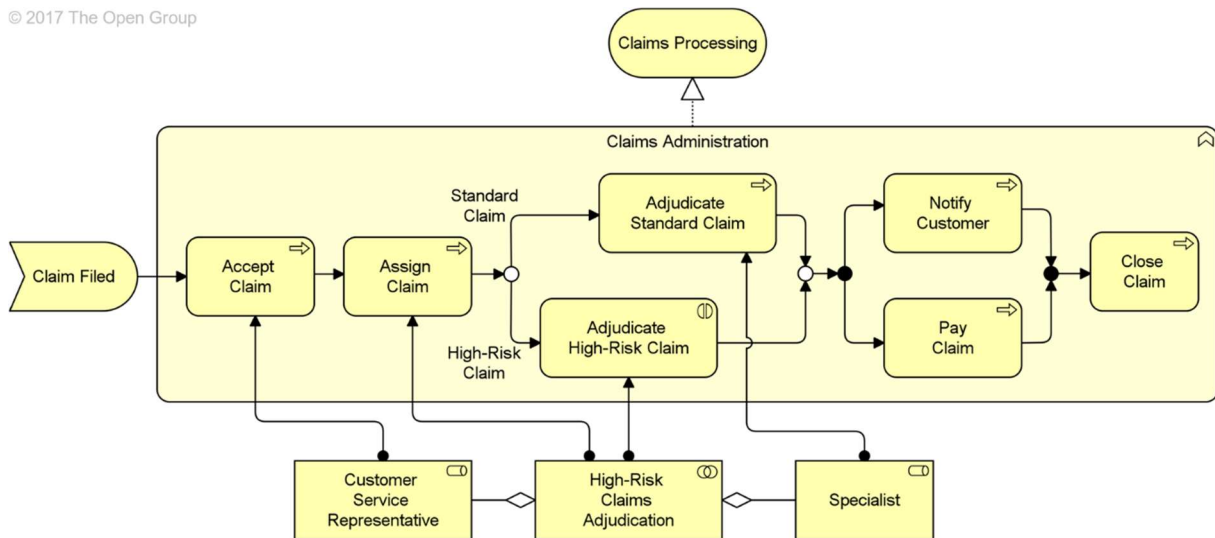 © 2017 The Open Group
Claims Processing
Claims Administration
Claim Filed
Accept
Claim
Assign
Claim
Standard
Claim
High-Risk
Claim
Adjudicate
Standard Claim
Adjudicate
High-Risk Claim
Notify
Customer
Pay
Claim
Close
Claim
Customer
Service
Representative
High-Risk
Claims
Adjudication
Specialist